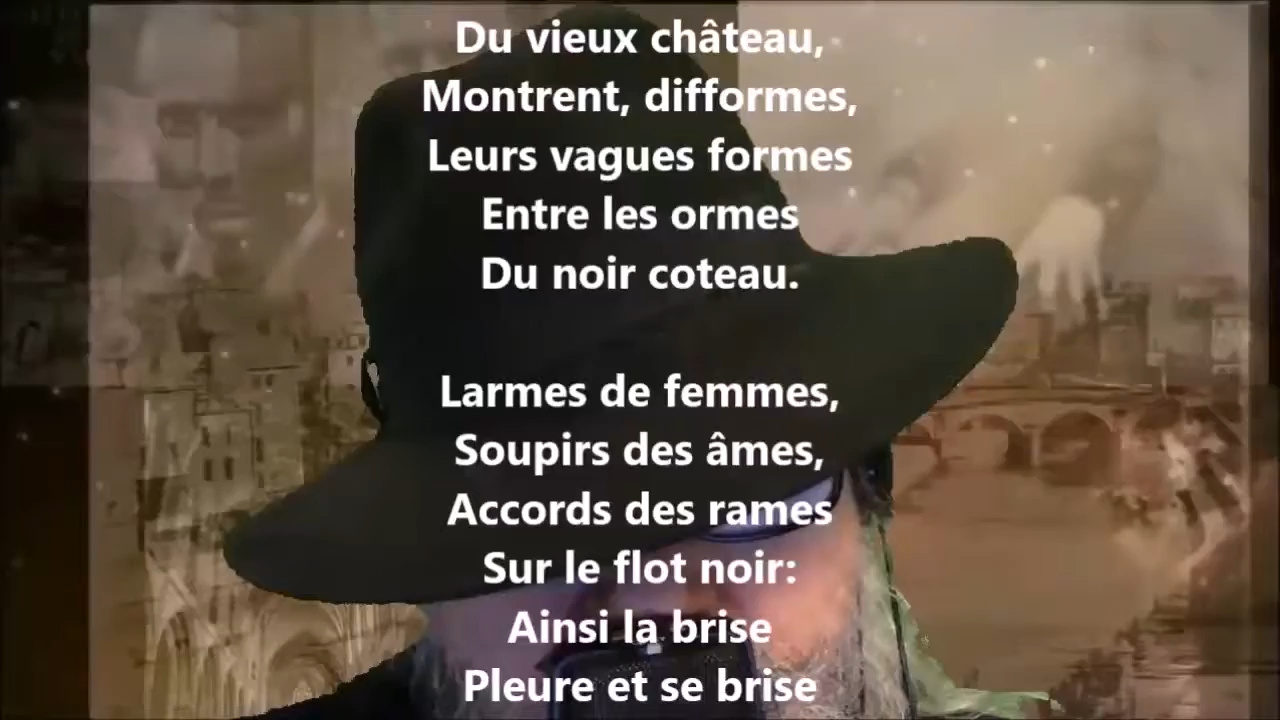 Du vieux château,
Montrent, difformes,
Leurs vagues formes
Entre les ormes
Du noir coteau.
Larmes de femmes,
Soupirs des âmes,
Accords des rames
Sur le flot noir:
Ainsi la brise
Pleure et se brise